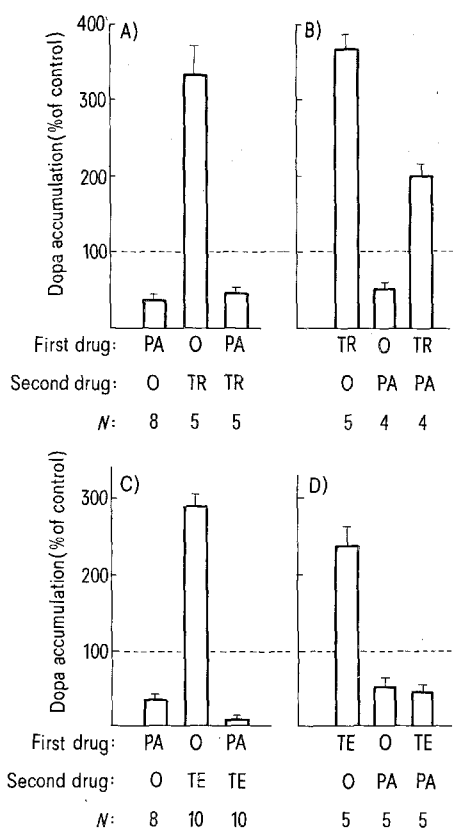 Dopa accumulation (% of control)
400
300
200
100
A)
B)
First drug: PA O PA TR O TR
Second drug: O TR TR O PA PA
N: 8 5 5 5 4 4
Dopa accumulation (% of control)
300
200
100
C)
D)
First drug: PA O PA TE O TE
Second drug: O TE TE O PA PA
N: 8 10 10 5 5 5